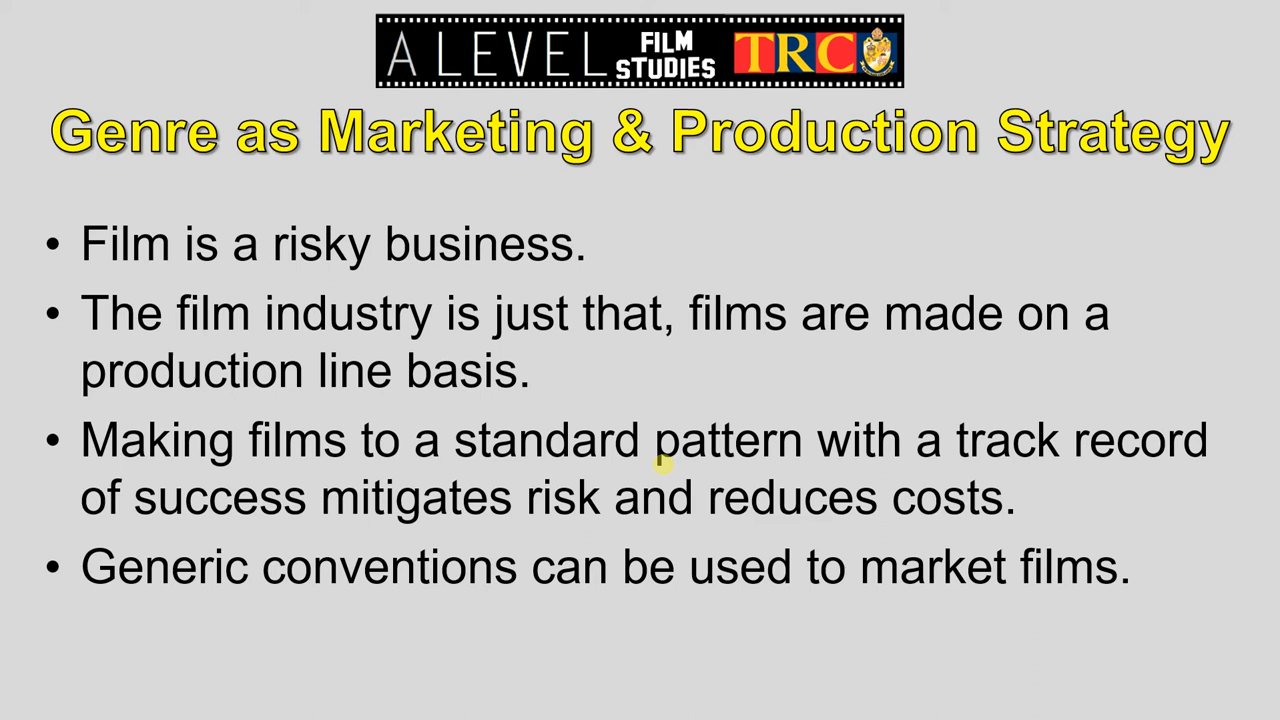 A LEVEL FILM STUDIES TRC
Genre as Marketing & Production Strategy
• Film is a risky business.
• The film industry is just that, films are made on a
production line basis.
• Making films to a standard pattern with a track record
of success mitigates risk and reduces costs.
• Generic conventions can be used to market films.